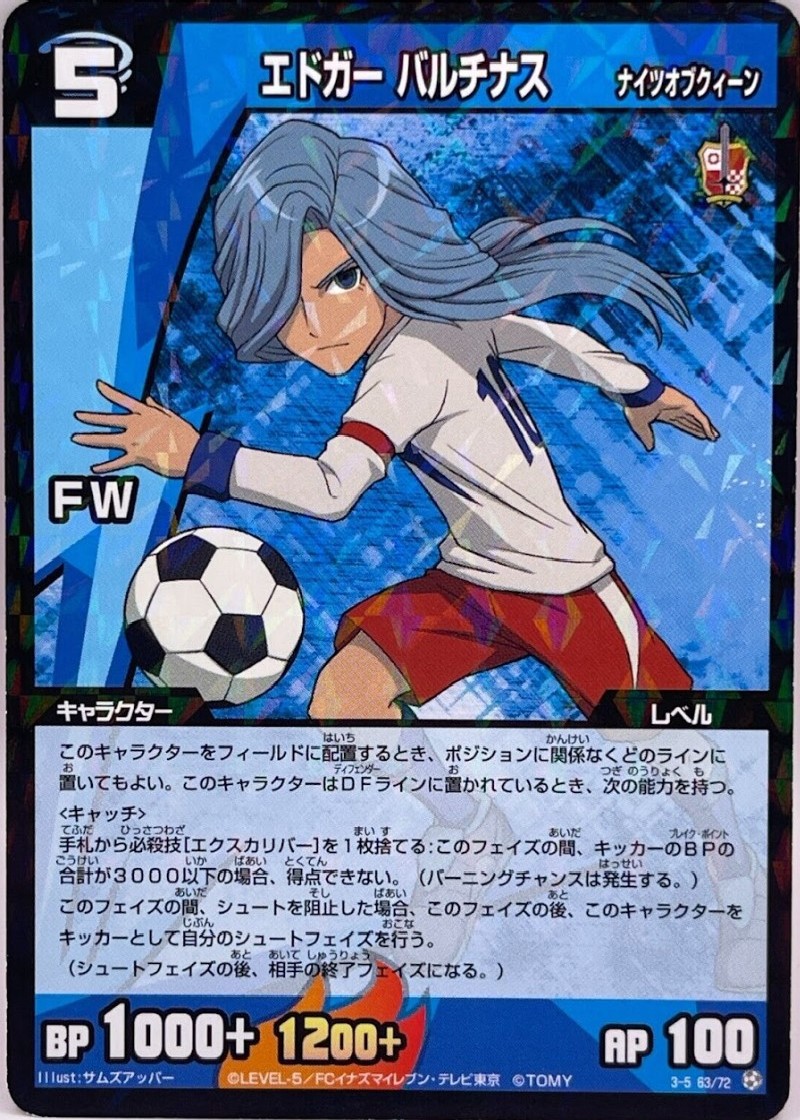 5
エドガー バルチナス
ナイツオブクィーン
10
FW
キャラクター
レベル
このキャラクターをフィールドに配置するとき、ポジションに関係なくどのラインに
置いてもよい。このキャラクターはDFラインに置かれているとき、次の能力を持つ。
<キャッチ>
手札から必殺技[エクスカリバー]を1枚捨てる:このフェイズの間、キッカーのBPの
合計が3000以下の場合、得点できない。(バーニングチャンスは発生する。)
このフェイズの間、シュートを阻止した場合、このフェイズの後、このキャラクターを
キッカーとして自分のシュートフェイズを行う。
(シュートフェイズの後、相手の終了フェイズになる。)
BP 1000+ 1200+
AP 100
Illust:サムズアッパー
©LEVEL-5/FCイナズマイレブン・テレビ東京 ©TOMY
3-5 63/72